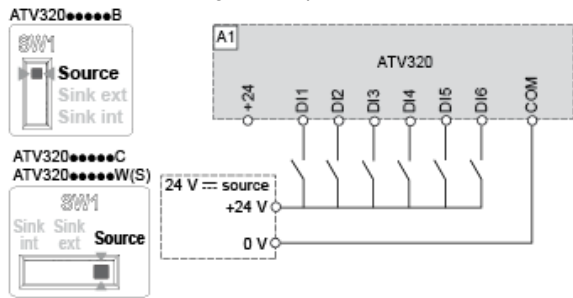 ATV320●●●●●B
SW1
Source
Sink ext
Sink int
ATV320●●●●●C
ATV320●●●●●W(S)
SW1
Sink int
Sink ext
Source
A1
ATV320
+24
DI1
DI2
DI3
DI4
DI5
DI6
COM
24 V ⎓ source
+24 V
0 V